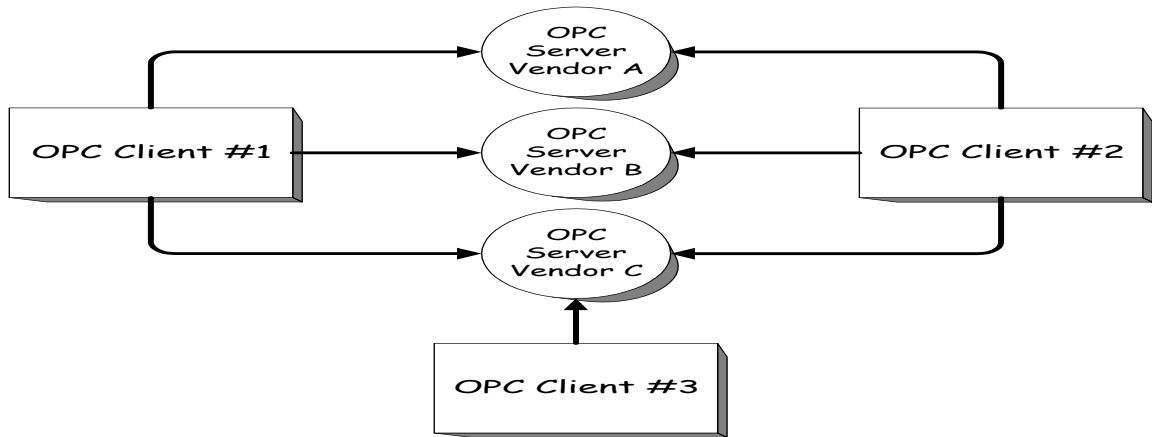 OPC
Server
Vendor A
OPC Client #1
OPC
Server
Vendor B
OPC Client #2
OPC
Server
Vendor C
OPC Client #3